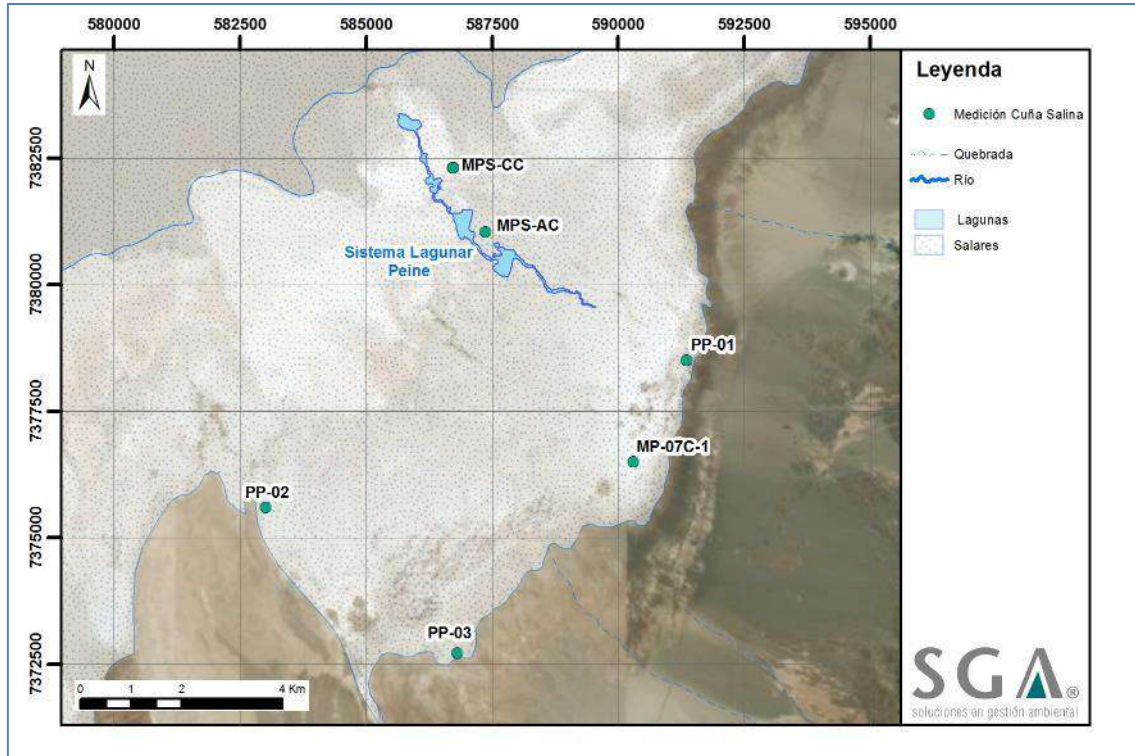 580000 582500 585000 587500 590000 592500 595000
N
Leyenda
Medición Cuña Salina
Quebrada
Río
Lagunas
Salares
7382500
MPS-CC
MPS-AC
Sistema Lagunar
Peine
7380000
PP-01
7377500
MP-07C-1
PP-02
7375000
PP-03
7372500
0 1 2 4 Km
SGA®
soluciones en gestión ambiental